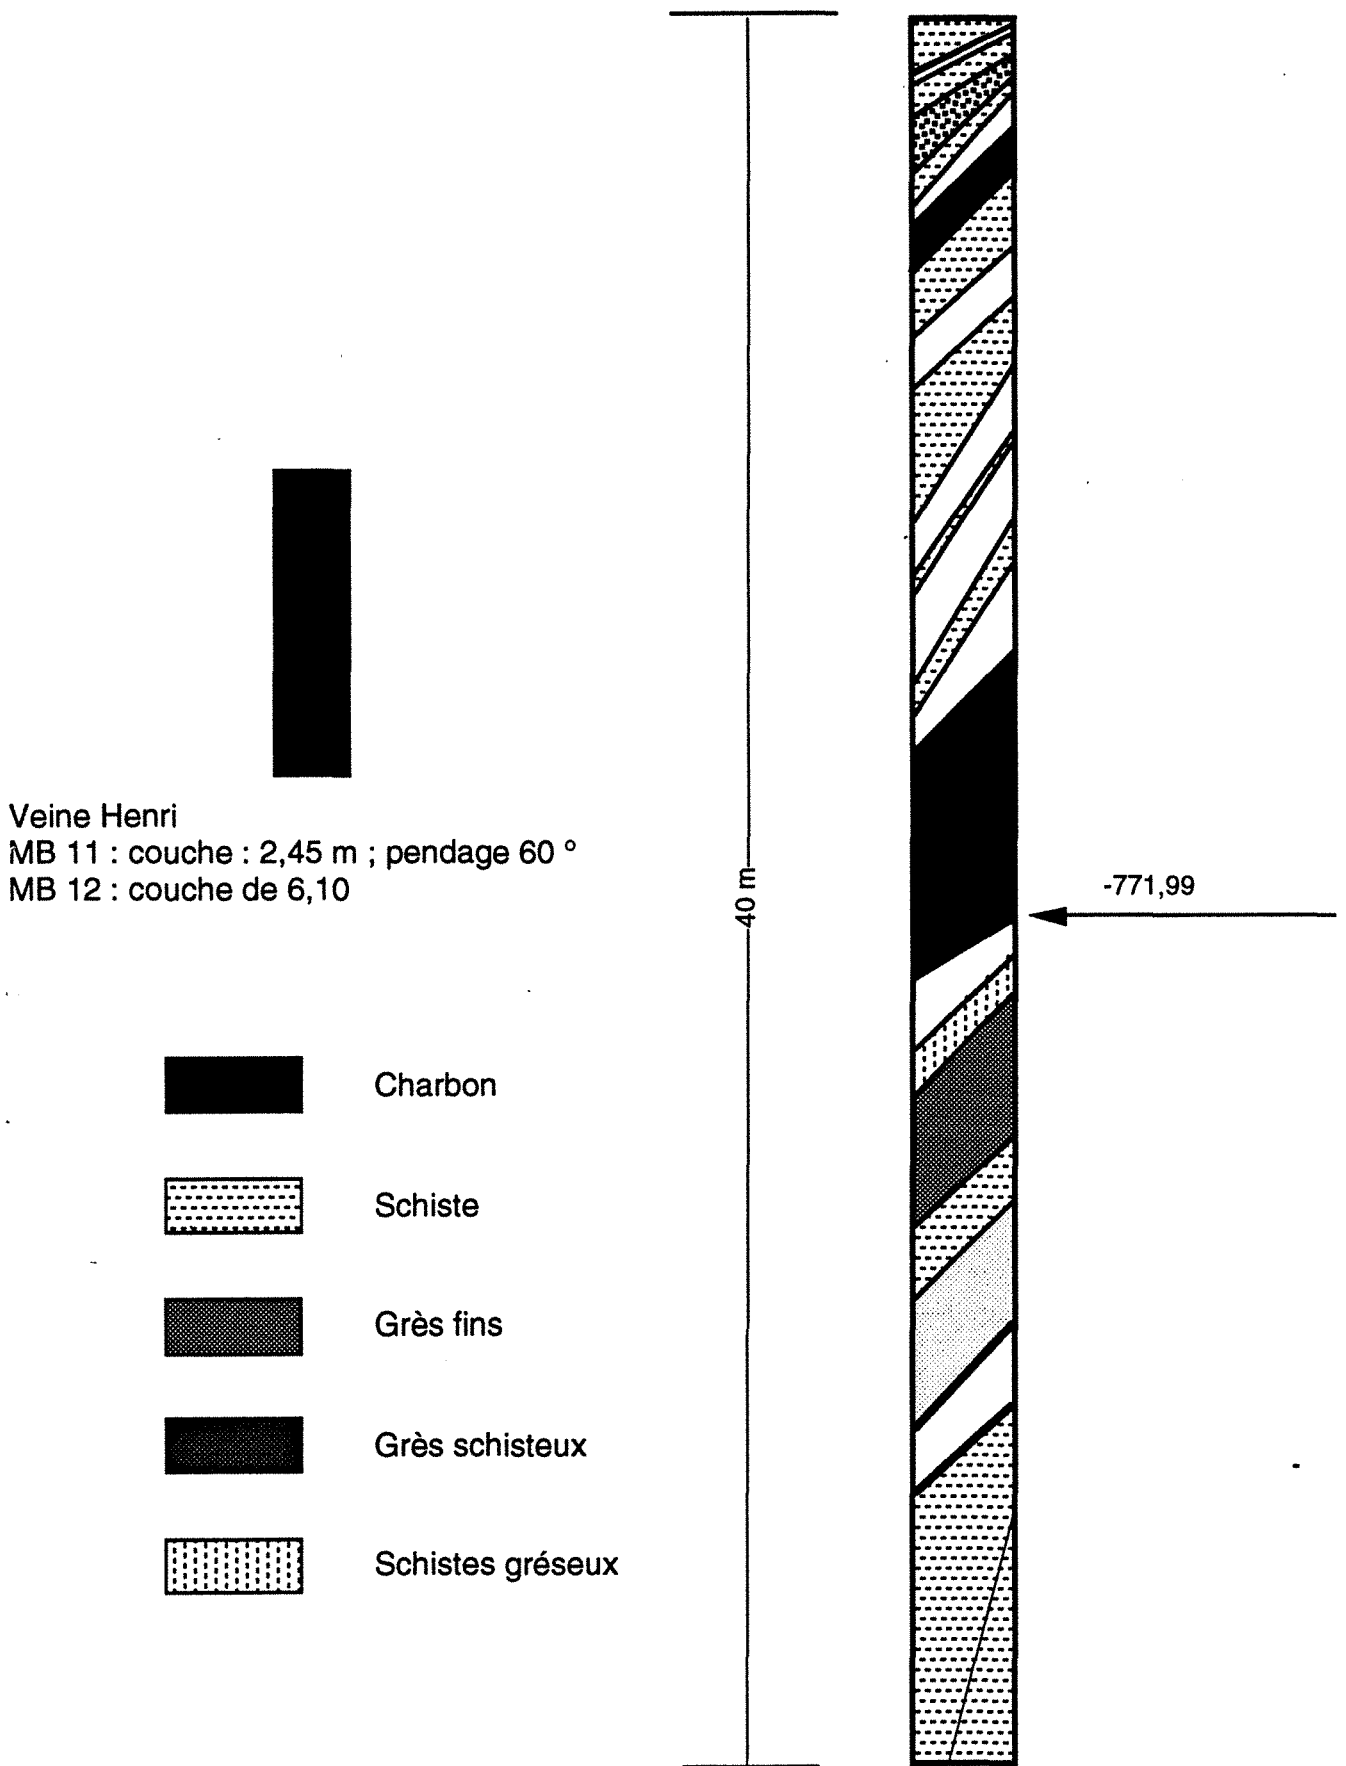 Veine Henri
MB 11 : couche : 2,45 m ; pendage 60 °
MB 12 : couche de 6,10
40 m
-771,99
Charbon
Schiste
Grès fins
Grès schisteux
Schistes gréseux